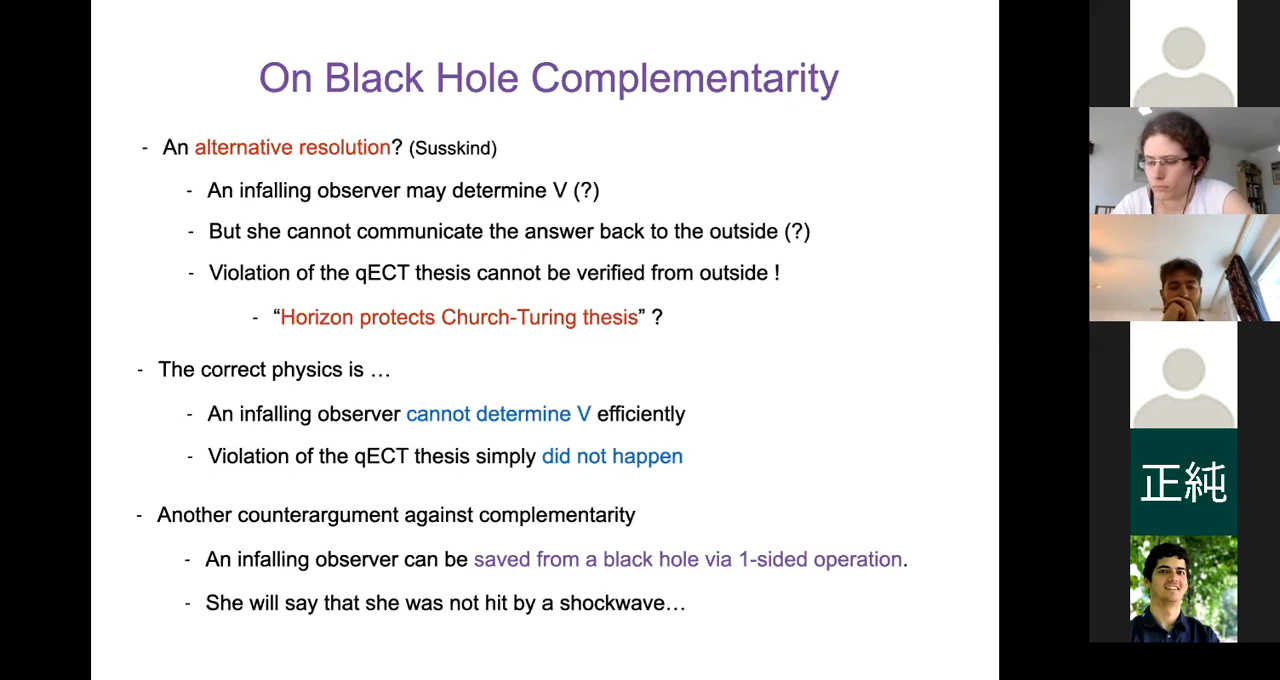 On Black Hole Complementarity
- An alternative resolution? (Susskind)
- An infalling observer may determine V (?)
- But she cannot communicate the answer back to the outside (?)
- Violation of the qECT thesis cannot be verified from outside !
- “Horizon protects Church-Turing thesis” ?
- The correct physics is …
- An infalling observer cannot determine V efficiently
- Violation of the qECT thesis simply did not happen
- Another counterargument against complementarity
- An infalling observer can be saved from a black hole via 1-sided operation.
- She will say that she was not hit by a shockwave…
正純